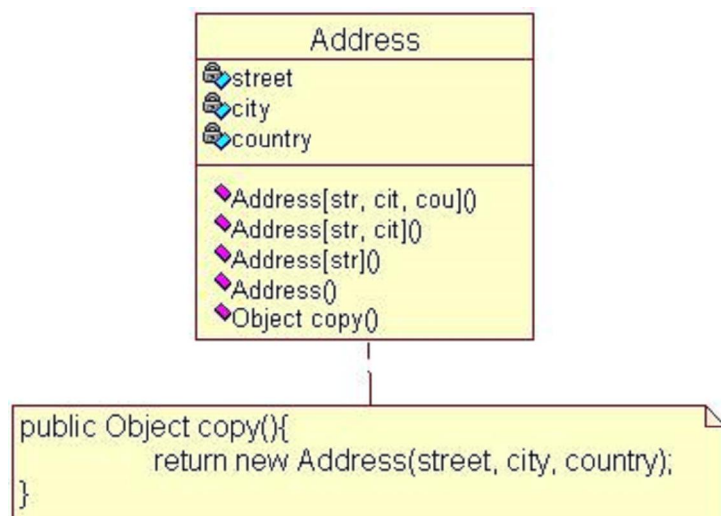 Address
street
city
country
Address[str, cit, cou]()
Address[str, cit]()
Address[str]()
Address()
Object copy()
public Object copy(){
return new Address(street, city, country);
}